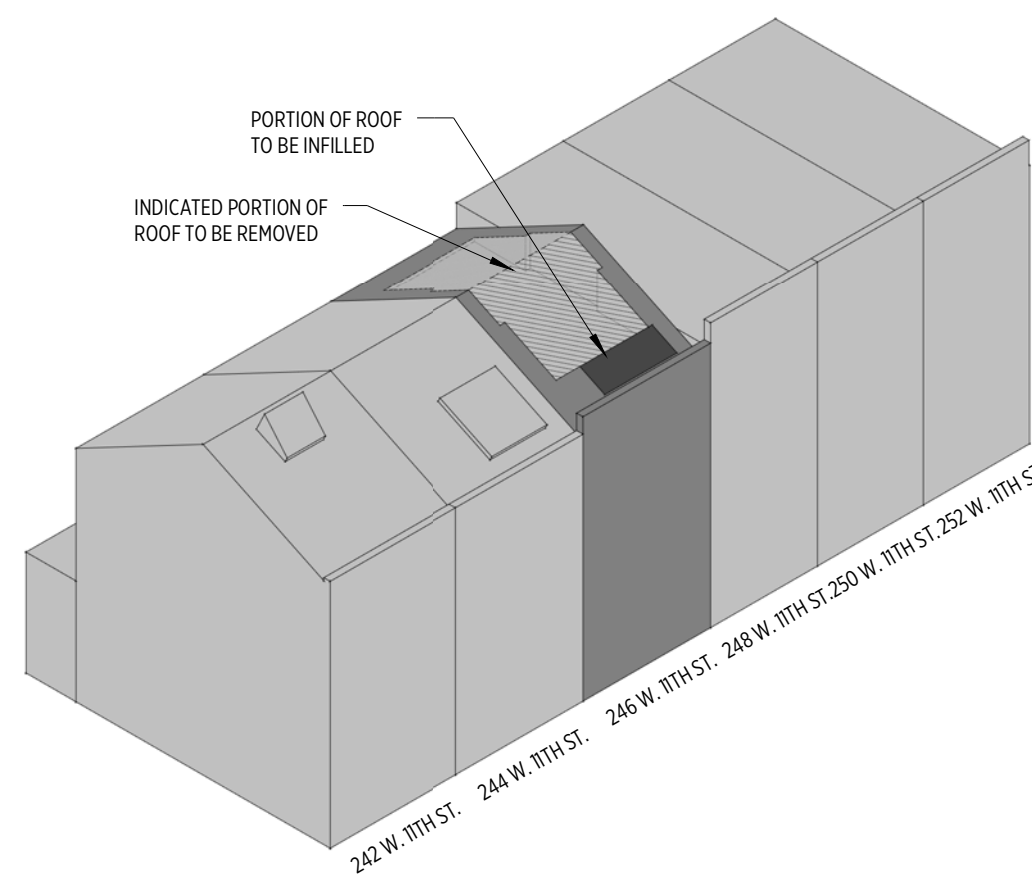 PORTION OF ROOF
TO BE INFILLED
INDICATED PORTION OF
ROOF TO BE REMOVED
242 W. 11TH ST.
244 W. 11TH ST.
246 W. 11TH ST.
248 W. 11TH ST.
250 W. 11TH ST.
252 W. 11TH ST